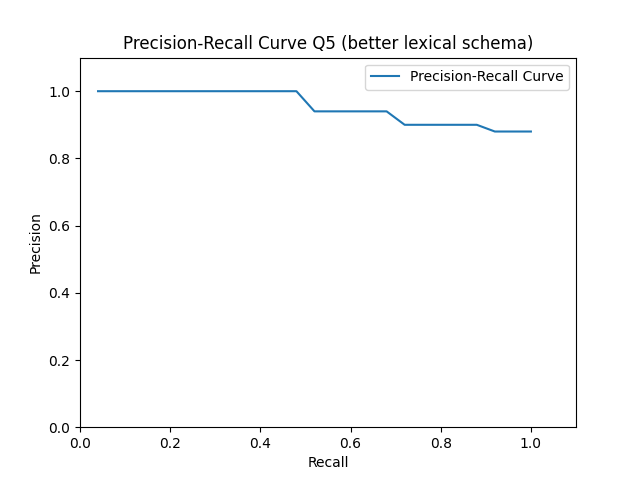 Precision-Recall Curve Q5 (better lexical schema)
Precision-Recall Curve
1.0
0.8
0.6
0.4
0.2
0.0
Precision
0.0 0.2 0.4 0.6 0.8 1.0
Recall